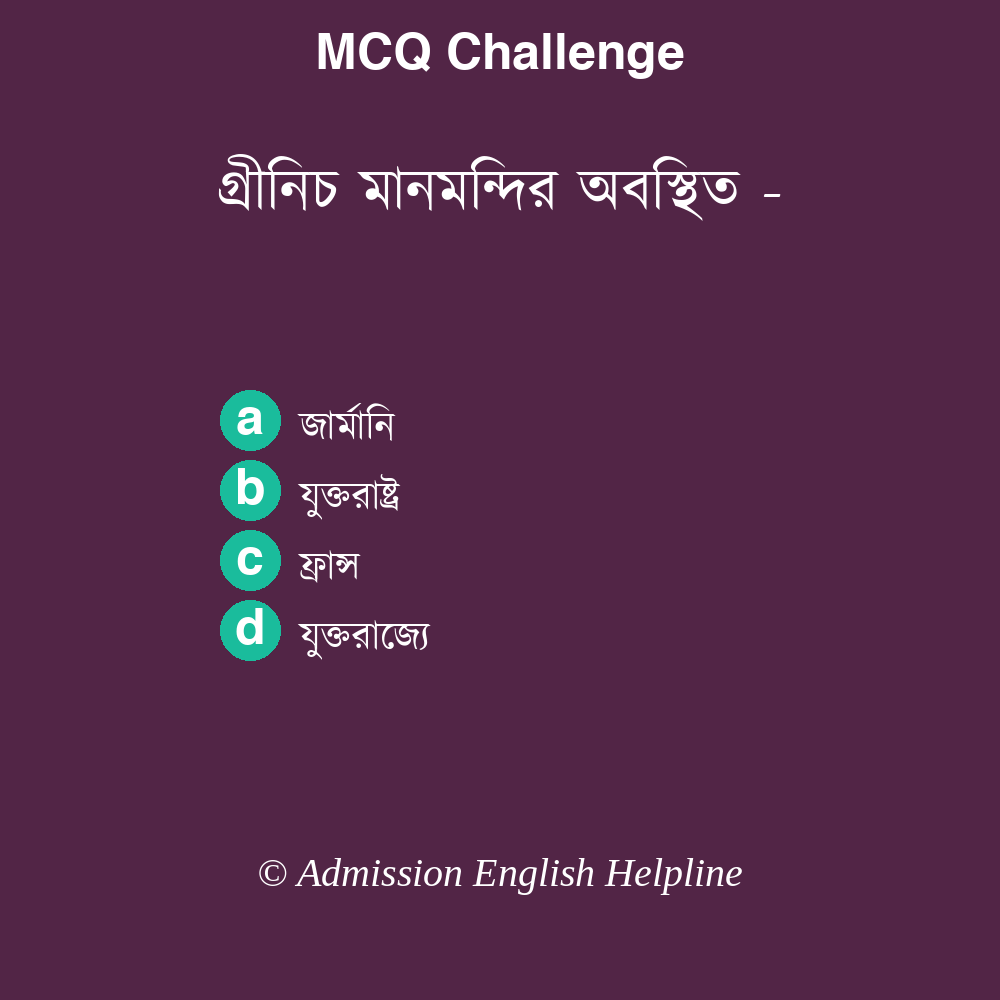 MCQ Challenge
গ্রীনিচ মানমন্দির অবস্থিত -
a জার্মানি
b যুক্তরাষ্ট্র
c ফ্রান্স
d যুক্তরাজ্যে
© Admission English Helpline